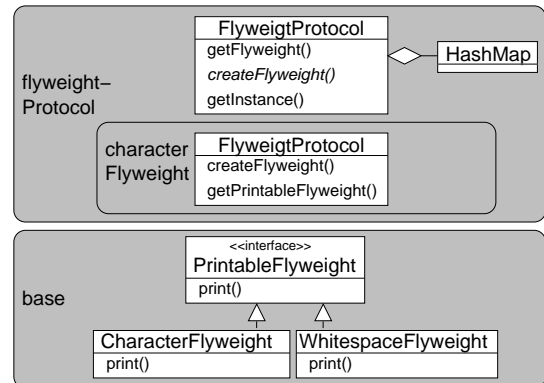 FlyweigtProtocol
getFlyweight()
createFlyweight()
getInstance()
HashMap
flyweight–
Protocol
character
Flyweight
FlyweigtProtocol
createFlyweight()
getPrintableFlyweight()
base
<<interface>>
PrintableFlyweight
print()
CharacterFlyweight
print()
WhitespaceFlyweight
print()